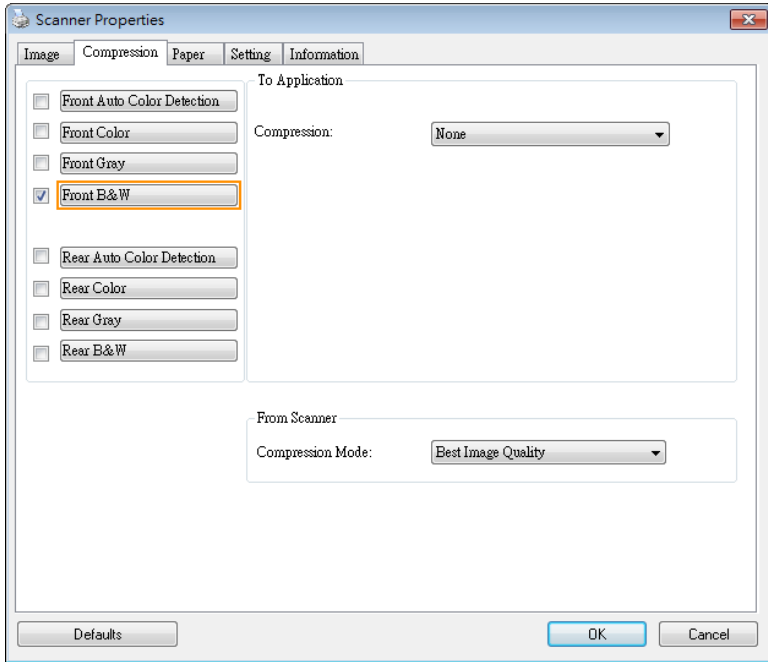 Scanner Properties
Image Compression Paper Setting Information
Front Auto Color Detection
Front Color
Front Gray
Front B&W
Rear Auto Color Detection
Rear Color
Rear Gray
Rear B&W
To Application
Compression: None
From Scanner
Compression Mode: Best Image Quality
Defaults OK Cancel